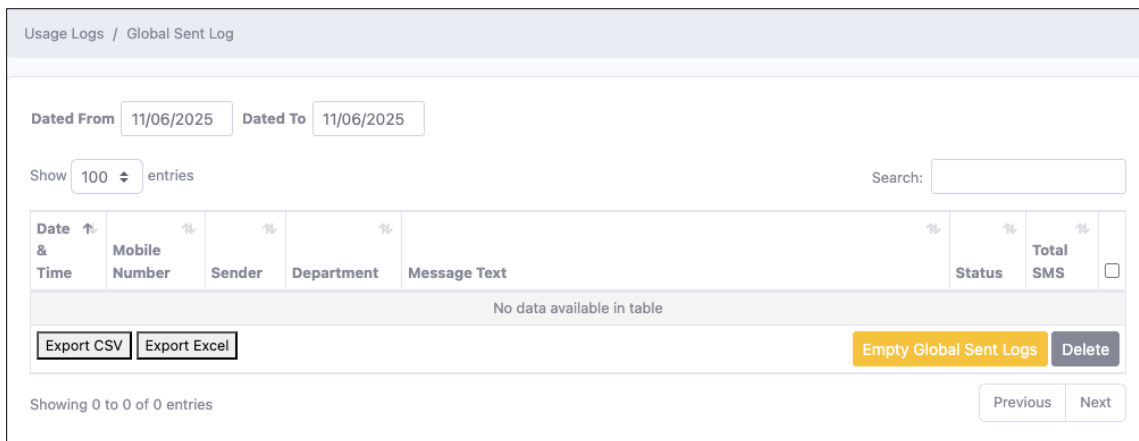 Usage Logs / Global Sent Log
Dated From 11/06/2025 Dated To 11/06/2025
Show 100 entries Search:
Date & Time Mobile Number Sender Department Message Text Status Total SMS
No data available in table
Export CSV Export Excel Empty Global Sent Logs Delete
Showing 0 to 0 of 0 entries Previous Next